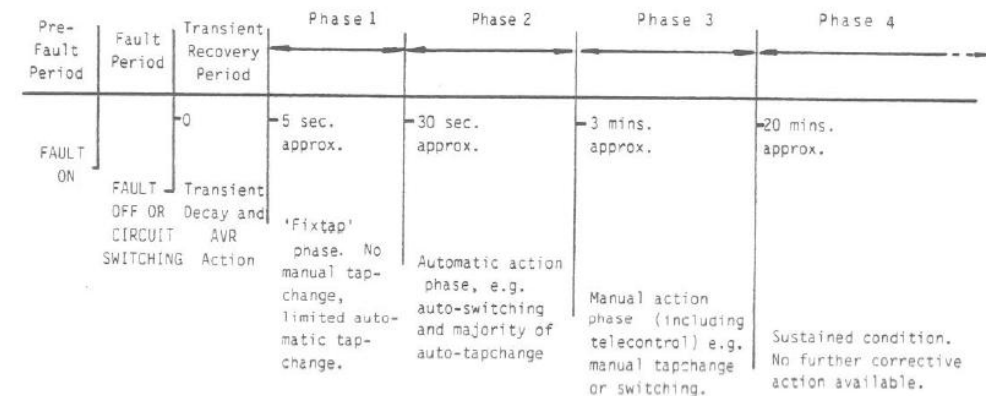 Pre-
Fault
Period
Fault
Period
Transient
Recovery
Period
Phase 1
Phase 2
Phase 3
Phase 4
0
5 sec.
approx.
30 sec.
approx.
3 mins.
approx.
20 mins.
approx.
FAULT
ON
FAULT
OFF OR
CIRCUIT
SWITCHING
Transient
Decay and
AVR
Action
'Fixtap'
phase. No
manual tap-
change,
limited auto-
matic tap-
change.
Automatic action
phase, e.g.
auto-switching
and majority of
auto-tapchange
Manual action
phase (including
telecontrol) e.g.
manual tapchange
or switching.
Sustained condition.
No further corrective
action available.